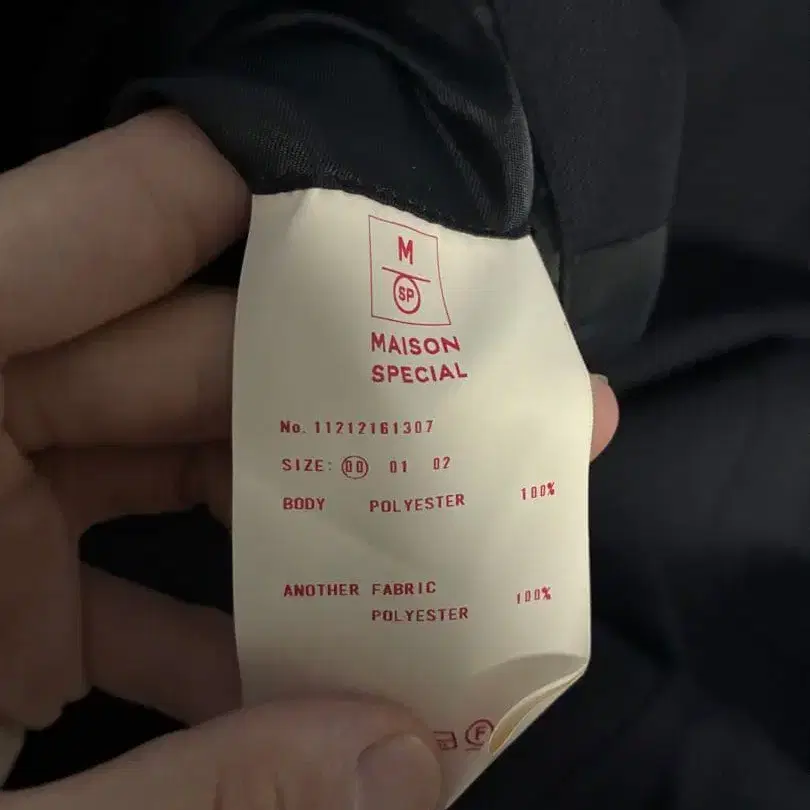 M
SP
MAISON
SPECIAL
No. 11212161307
SIZE: 00 01 02
BODY POLYESTER 100%
ANOTHER FABRIC
POLYESTER 100%
F